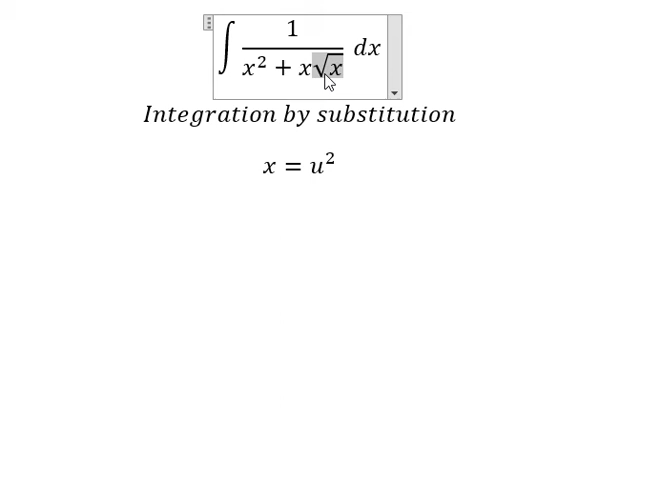 ∫ 1/(x² + x√x) dx
Integration by substitution
x = u²